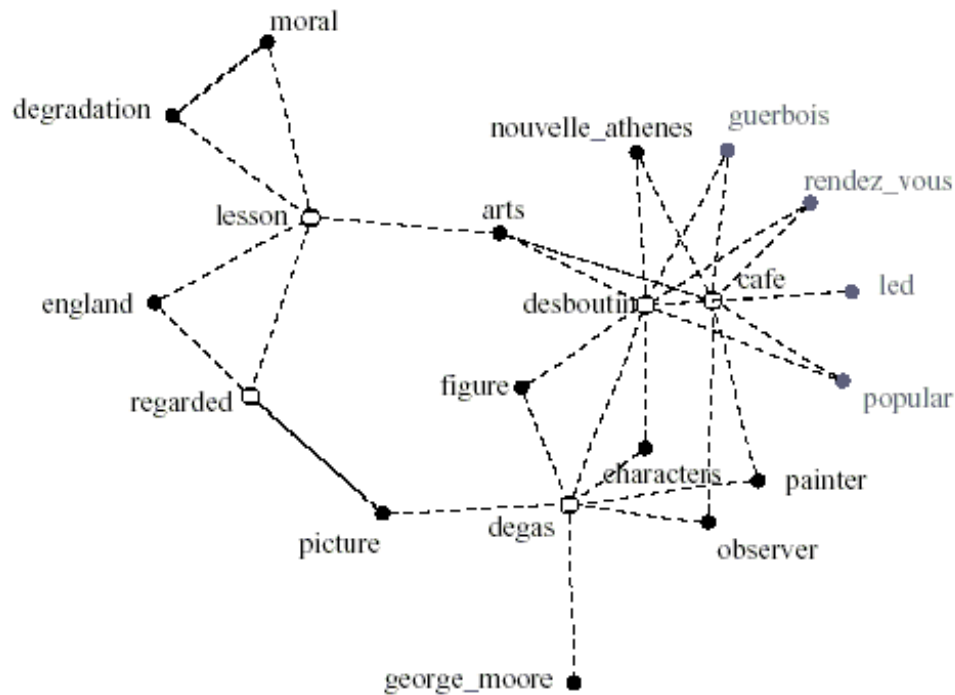 moral
degradation
nouvelle_athenes
guerbois
rendez_vous
lesson
arts
cafe
led
england
desboutin
figure
regarded
popular
characters
painter
degas
picture
observer
george_moore